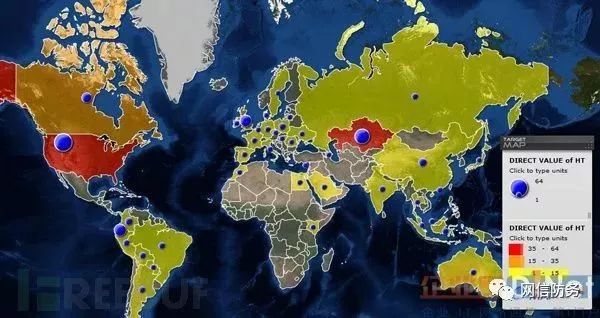 TARGET
MAP
DIRECT VALUE of HT
Click to type units
64
1
DIRECT VALUE of HT
Click to type units
35 - 64
15 - 35
1 - 15
网信防务